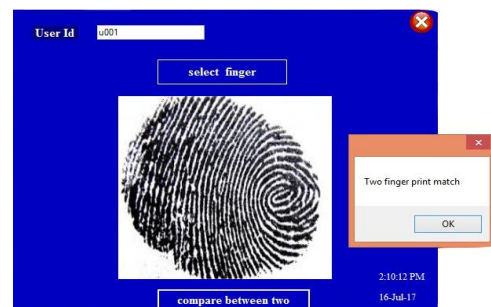 User Id u001
select finger
Two finger print match
OK
2:10:12 PM
16-Jul-17
compare between two